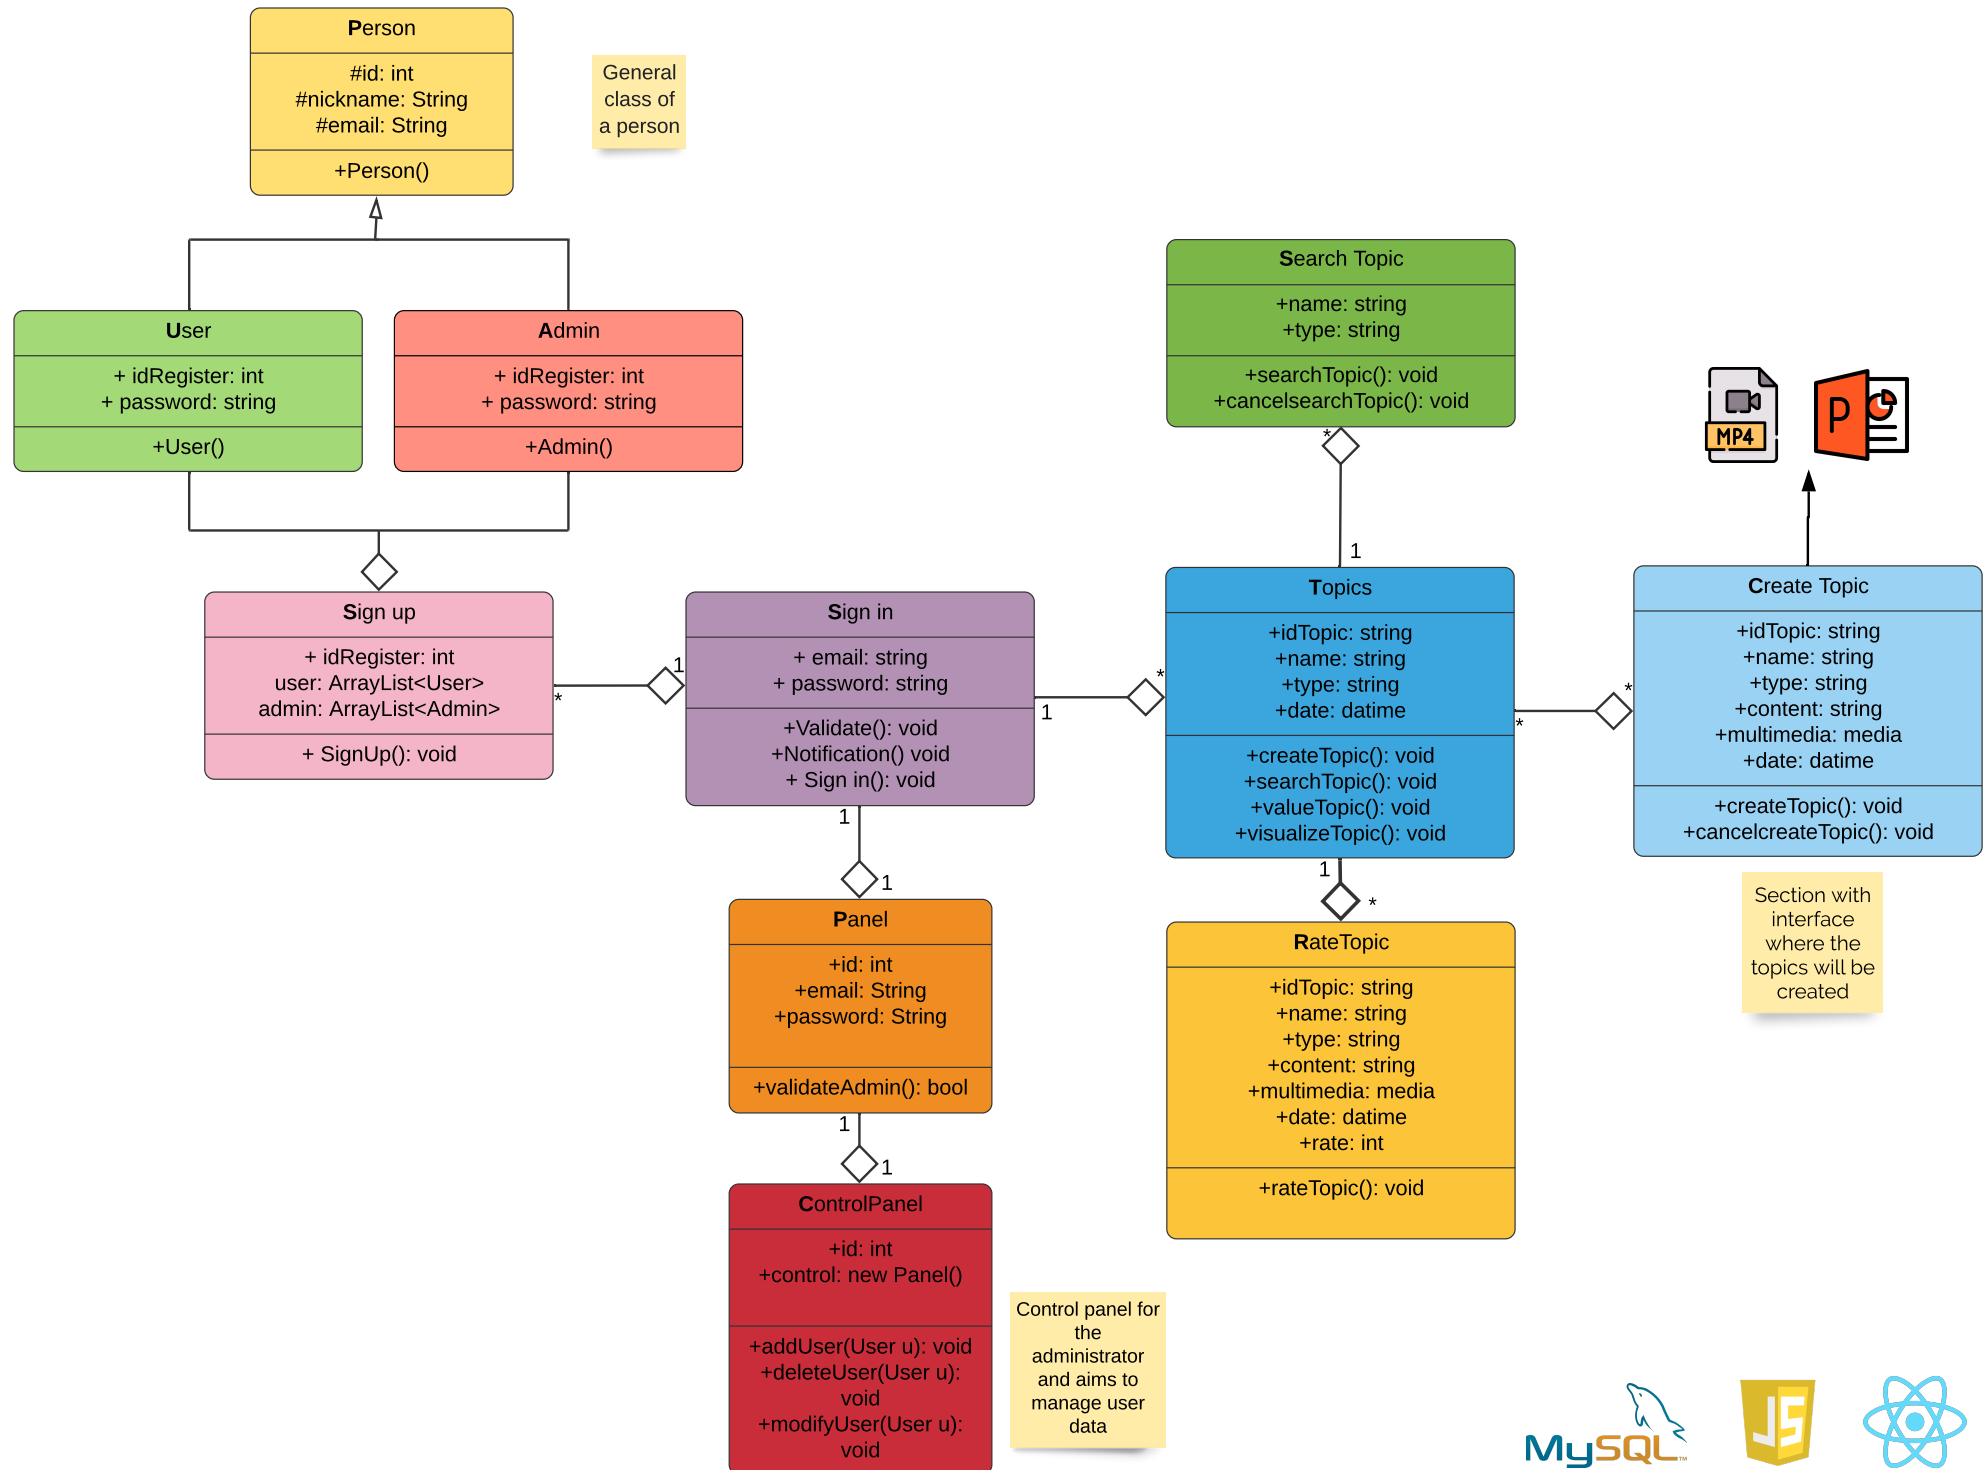 Person
#id: int
#nickname: String
#email: String
+Person()
General
class of
a person
User
+ idRegister: int
+ password: string
+User()
Admin
+ idRegister: int
+ password: string
+Admin()
Search Topic
+name: string
+type: string
+searchTopic(): void
+cancelsearchTopic(): void
*
1
MP4
P
Sign up
+ idRegister: int
user: ArrayList<User>
admin: ArrayList<Admin>
+ SignUp(): void
*
1
Sign in
+ email: string
+ password: string
+Validate(): void
+Notification() void
+ Sign in(): void
1
*
Topics
+idTopic: string
+name: string
+type: string
+date: datime
+createTopic(): void
+searchTopic(): void
+valueTopic(): void
+visualizeTopic(): void
*
*
Create Topic
+idTopic: string
+name: string
+type: string
+content: string
+multimedia: media
+date: datime
+createTopic(): void
+cancelcreateTopic(): void
Section with
interface
where the
topics will be
created
1
1
Panel
+id: int
+email: String
+password: String
+validateAdmin(): bool
1
1
ControlPanel
+id: int
+control: new Panel()
+addUser(User u): void
+deleteUser(User u):
void
+modifyUser(User u):
void
Control panel for
the
administrator
and aims to
manage user
data
1
*
RateTopic
+idTopic: string
+name: string
+type: string
+content: string
+multimedia: media
+date: datime
+rate: int
+rateTopic(): void
MySQL™
JS